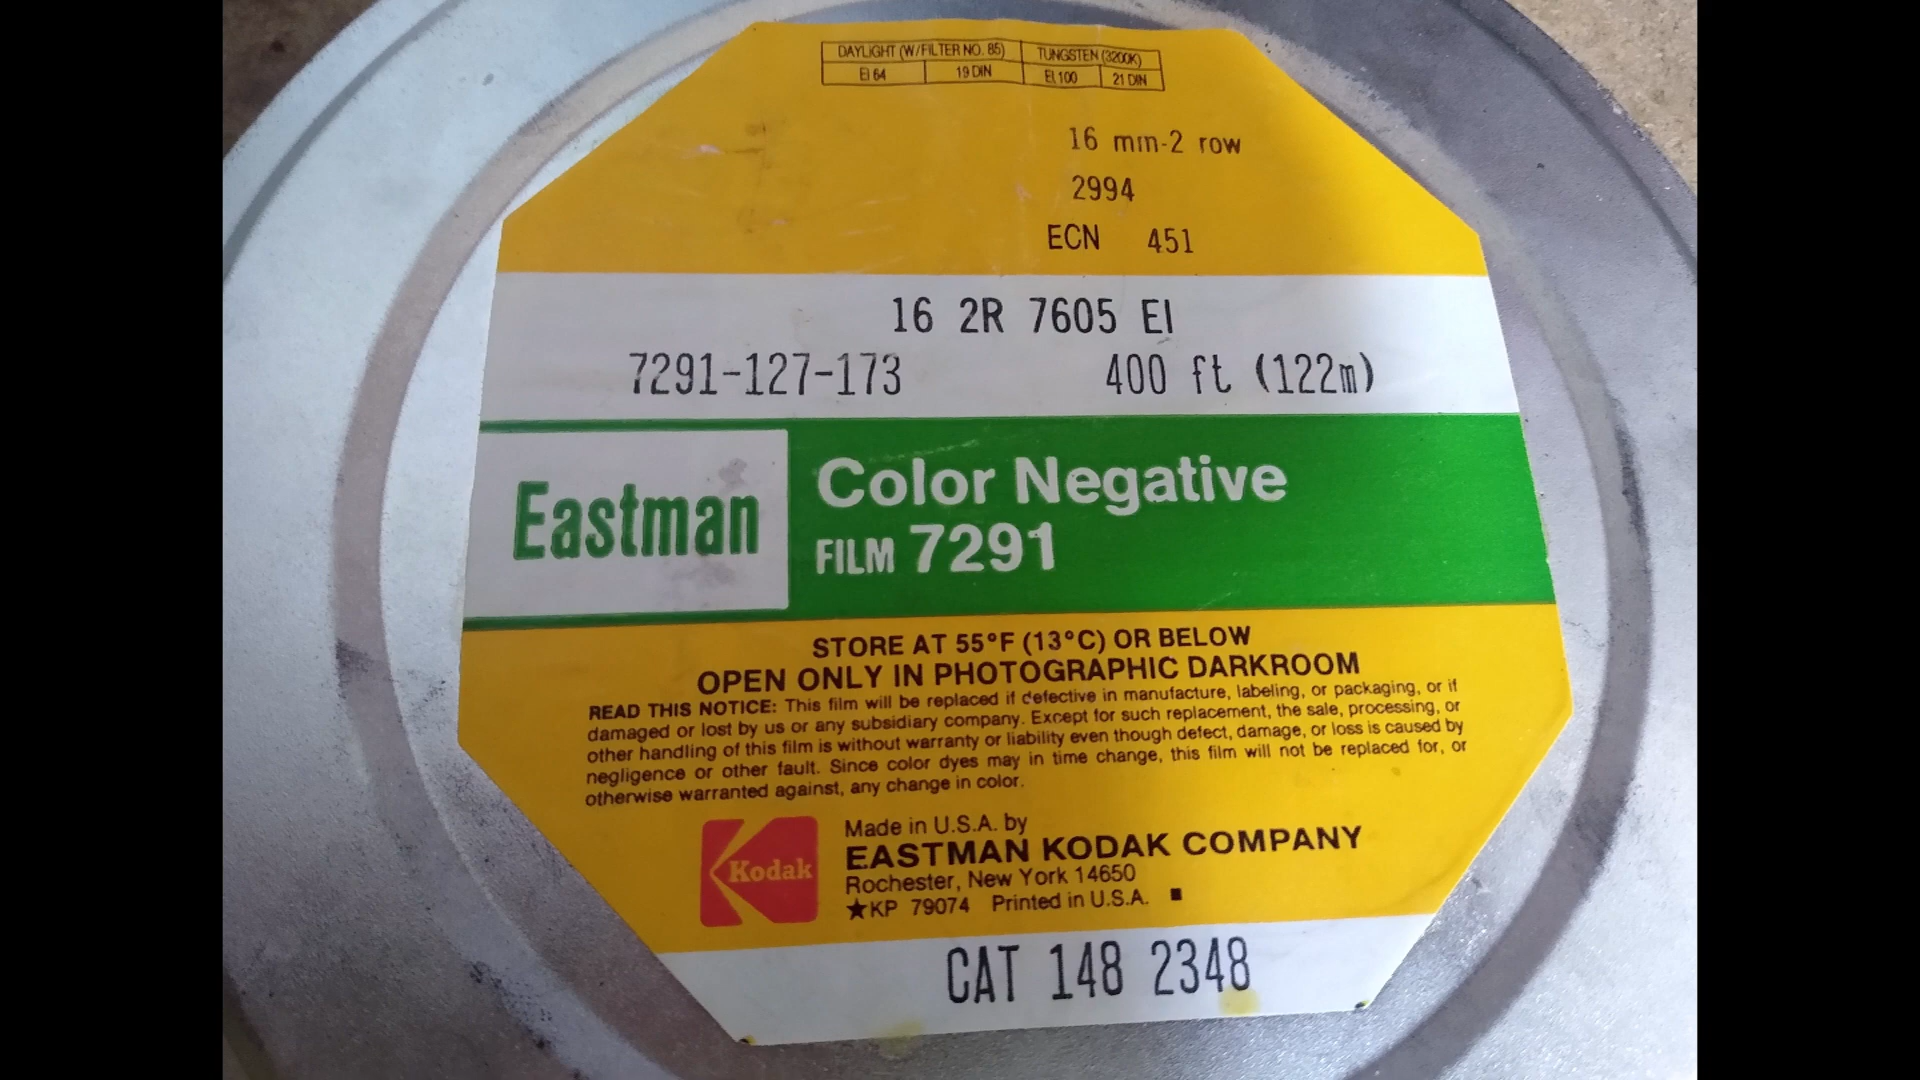 DAYLIGHT (W/FILTER NO. 85) TUNGSTEN (3200K)
EI 64 19 DIN EI 100 21 DIN
16 mm-2 row
2994
ECN 451
16 2R 7605 EI
7291-127-173 400 ft (122m)
Eastman
Color Negative
FILM 7291
STORE AT 55°F (13°C) OR BELOW
OPEN ONLY IN PHOTOGRAPHIC DARKROOM
READ THIS NOTICE: This film will be replaced if defective in manufacture, labeling, or packaging, or if
damaged or lost by us or any subsidiary company. Except for such replacement, the sale, processing, or
other handling of this film is without warranty or liability even though defect, damage, or loss is caused by
negligence or other fault. Since color dyes may in time change, this film will not be replaced for, or
otherwise warranted against, any change in color.
Kodak
Made in U.S.A. by
EASTMAN KODAK COMPANY
Rochester, New York 14650
★KP 79074 Printed in U.S.A. ■
CAT 148 2348